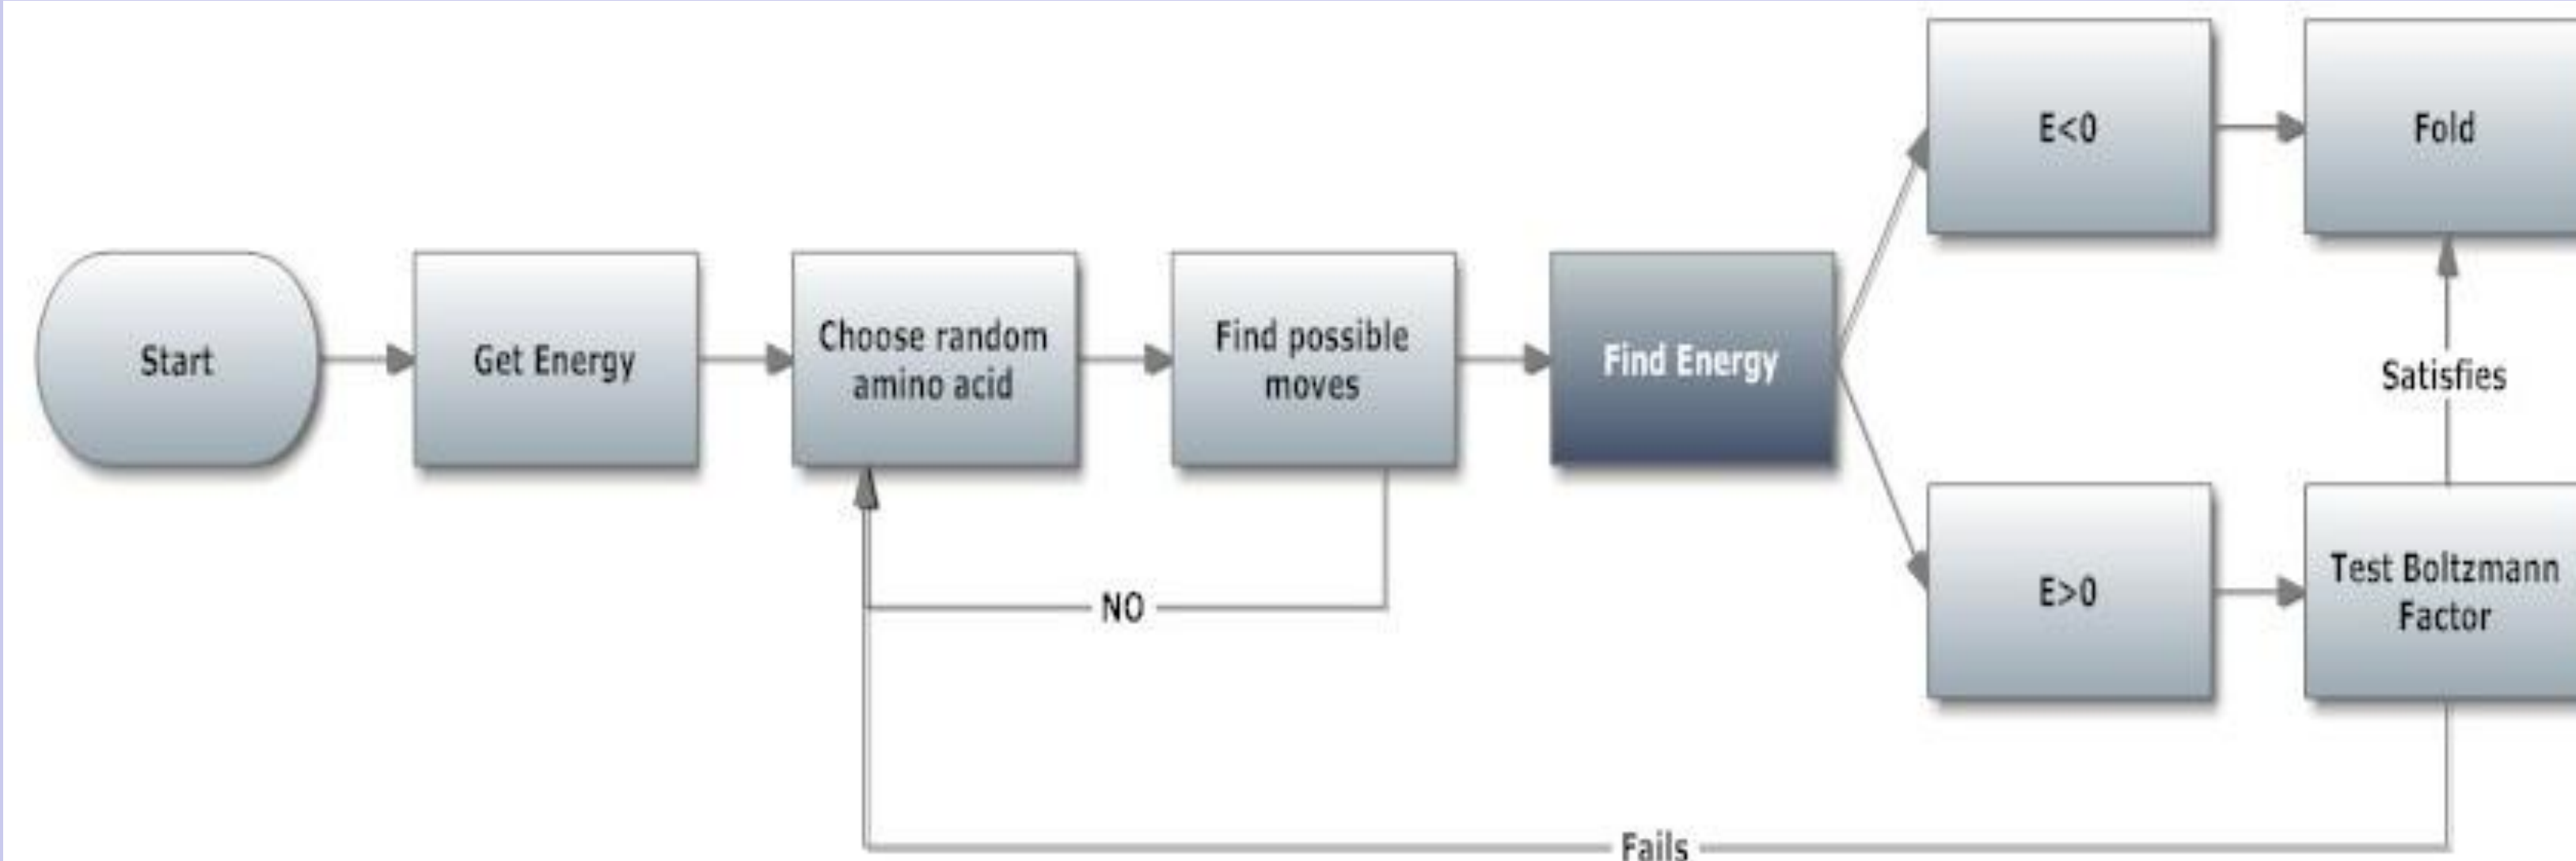 E<0
Fold
Start
Get Energy
Choose random
amino acid
Find possible
moves
Find Energy
Satisfies
E>0
Test Boltzmann
Factor
NO
Fails